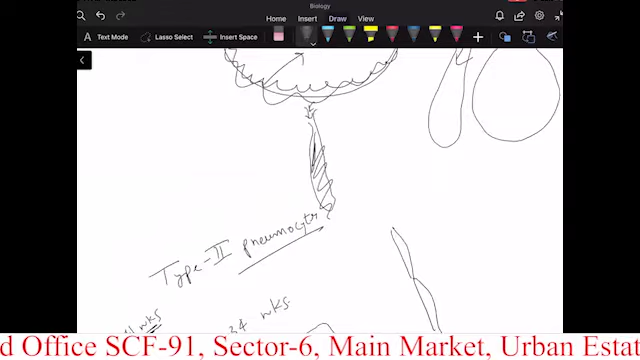 Biology
Home Insert Draw View
A Text Mode Lasso Select Insert Space
Type-II pneumocytes
wks 34 wks.
d Office SCF-91, Sector-6, Main Market, Urban Estat